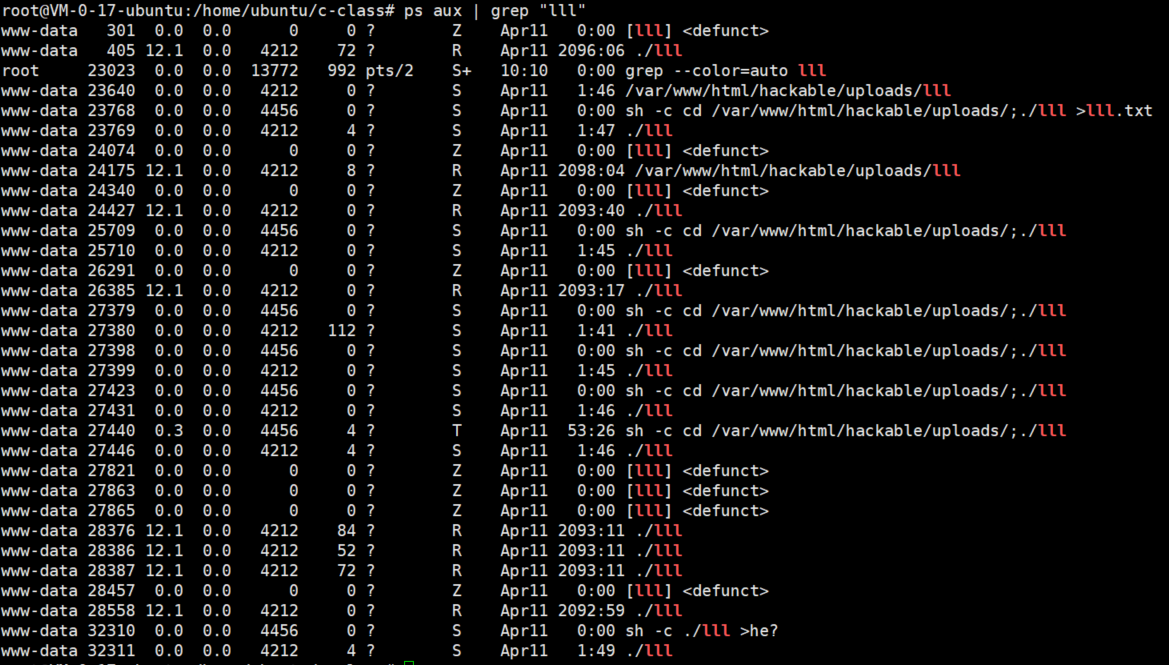 root@VM-0-17-ubuntu:/home/ubuntu/c-class# ps aux | grep "lll"
www-data   301  0.0  0.0      0     0 ?        Z    Apr11   0:00 [lll] <defunct>
www-data   405 12.1  0.0   4212    72 ?        R    Apr11 2096:06 ./lll
root     23023  0.0  0.0  13772   992 pts/2    S+   10:10   0:00 grep --color=auto lll
www-data 23640  0.0  0.0   4212     0 ?        S    Apr11   1:46 /var/www/html/hackable/uploads/lll
www-data 23768  0.0  0.0   4456     0 ?        S    Apr11   0:00 sh -c cd /var/www/html/hackable/uploads/;./lll >lll.txt
www-data 23769  0.0  0.0   4212     4 ?        S    Apr11   1:47 ./lll
www-data 24074  0.0  0.0      0     0 ?        Z    Apr11   0:00 [lll] <defunct>
www-data 24175 12.1  0.0   4212     8 ?        R    Apr11 2098:04 /var/www/html/hackable/uploads/lll
www-data 24340  0.0  0.0      0     0 ?        Z    Apr11   0:00 [lll] <defunct>
www-data 24427 12.1  0.0   4212     0 ?        R    Apr11 2093:40 ./lll
www-data 25709  0.0  0.0   4456     0 ?        S    Apr11   0:00 sh -c cd /var/www/html/hackable/uploads/;./lll
www-data 25710  0.0  0.0   4212     0 ?        S    Apr11   1:45 ./lll
www-data 26291  0.0  0.0      0     0 ?        Z    Apr11   0:00 [lll] <defunct>
www-data 26385 12.1  0.0   4212     0 ?        R    Apr11 2093:17 ./lll
www-data 27379  0.0  0.0   4456     0 ?        S    Apr11   0:00 sh -c cd /var/www/html/hackable/uploads/;./lll
www-data 27380  0.0  0.0   4212   112 ?        S    Apr11   1:41 ./lll
www-data 27398  0.0  0.0   4456     0 ?        S    Apr11   0:00 sh -c cd /var/www/html/hackable/uploads/;./lll
www-data 27399  0.0  0.0   4212     0 ?        S    Apr11   1:45 ./lll
www-data 27423  0.0  0.0   4456     0 ?        S    Apr11   0:00 sh -c cd /var/www/html/hackable/uploads/;./lll
www-data 27431  0.0  0.0   4212     0 ?        S    Apr11   1:46 ./lll
www-data 27440  0.3  0.0   4456     4 ?        T    Apr11  53:26 sh -c cd /var/www/html/hackable/uploads/;./lll
www-data 27446  0.0  0.0   4212     4 ?        S    Apr11   1:46 ./lll
www-data 27821  0.0  0.0      0     0 ?        Z    Apr11   0:00 [lll] <defunct>
www-data 27863  0.0  0.0      0     0 ?        Z    Apr11   0:00 [lll] <defunct>
www-data 27865  0.0  0.0      0     0 ?        Z    Apr11   0:00 [lll] <defunct>
www-data 28376 12.1  0.0   4212    84 ?        R    Apr11 2093:11 ./lll
www-data 28386 12.1  0.0   4212    52 ?        R    Apr11 2093:11 ./lll
www-data 28387 12.1  0.0   4212    72 ?        R    Apr11 2093:11 ./lll
www-data 28457  0.0  0.0      0     0 ?        Z    Apr11   0:00 [lll] <defunct>
www-data 28558 12.1  0.0   4212     0 ?        R    Apr11 2092:59 ./lll
www-data 32310  0.0  0.0   4456     0 ?        S    Apr11   0:00 sh -c ./lll >he?
www-data 32311  0.0  0.0   4212     4 ?        S    Apr11   1:49 ./lll